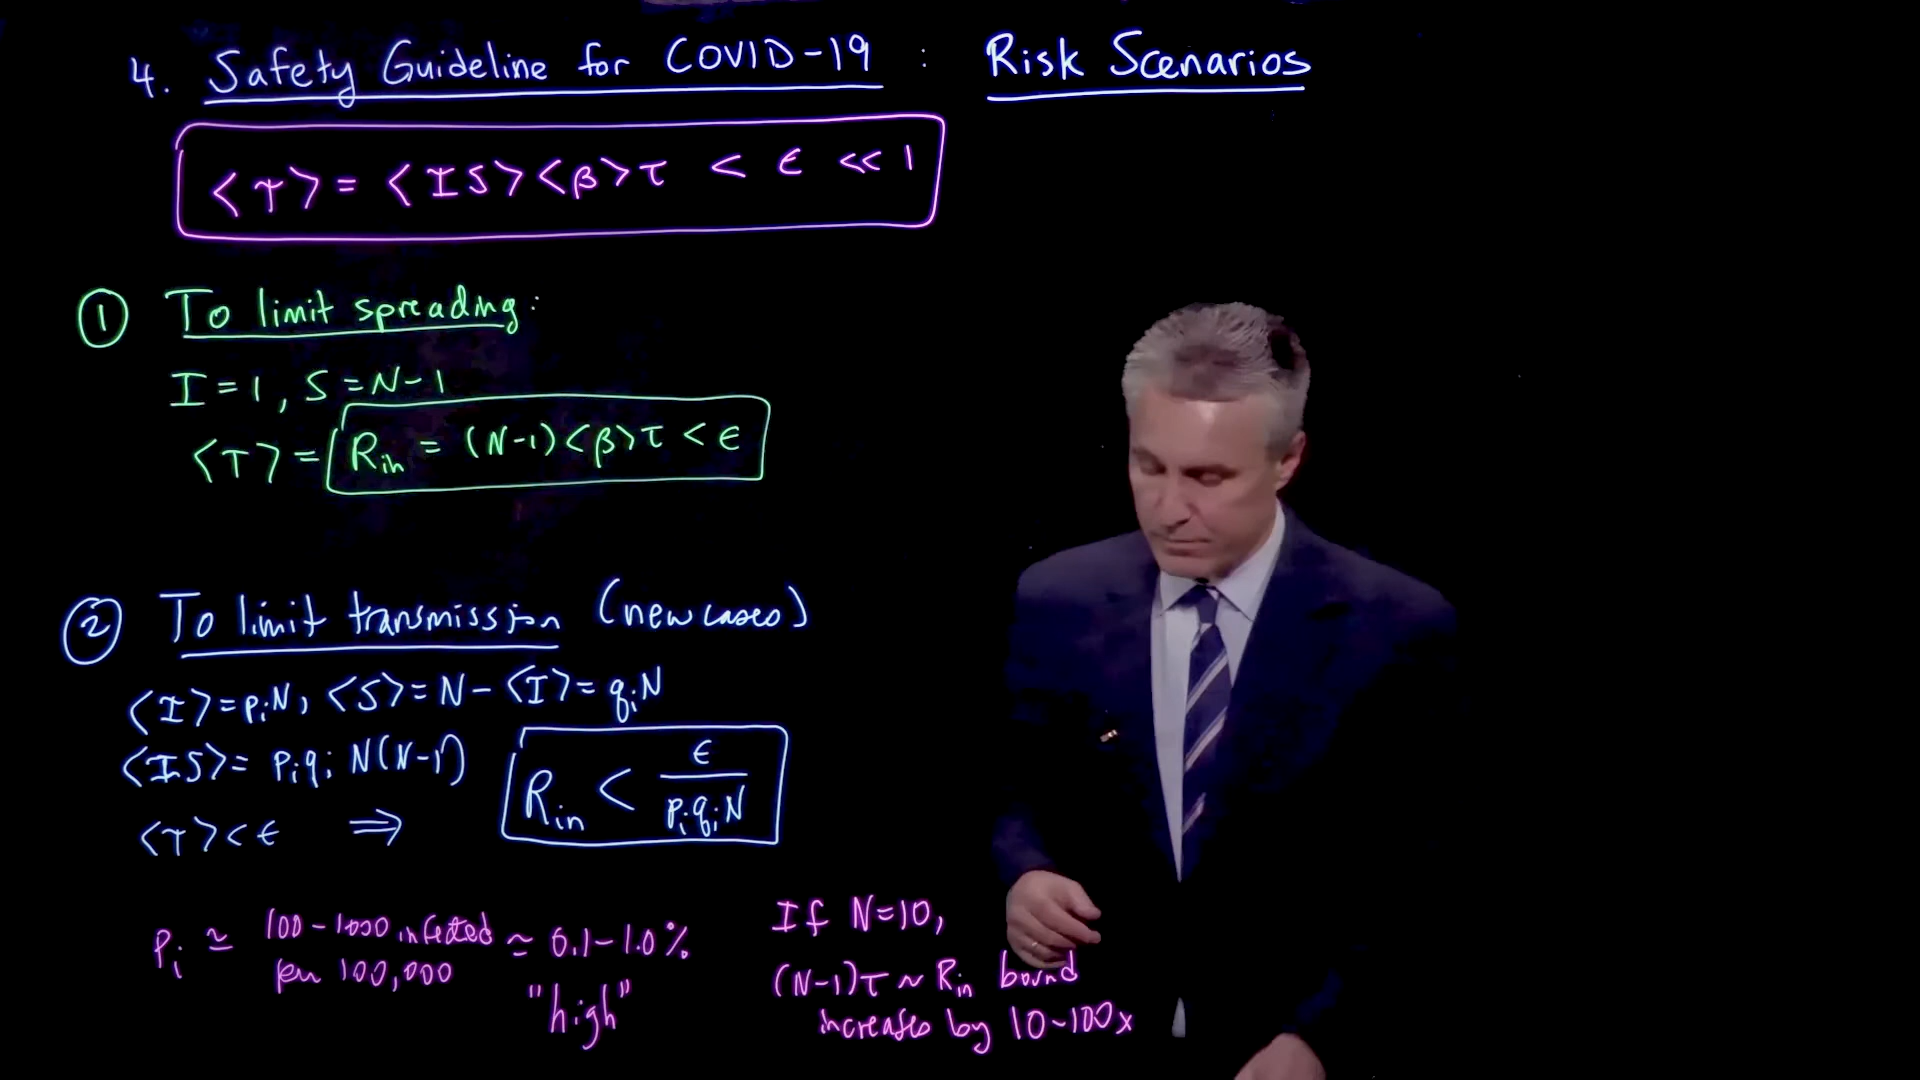 4. Safety Guideline for COVID-19 : Risk Scenarios
<T> = <IS><β>τ < ϵ << 1
① To limit spreading:
I = 1, S = N-1
<T> = R_in = (N-1)<β>τ < ϵ
② To limit transmission (new cases)
<I> = p_i N, <S> = N - <I> = q_i N
<IS> = p_i q_i N(N-1)
<T> < ϵ ⇒ R_in < ϵ / p_i q_i N
p_i ≃ 100-1000 infected per 100,000 ≃ 0.1-1.0%
"high"
If N=10,
(N-1)τ ~ R_in bound
increases by 10-100x